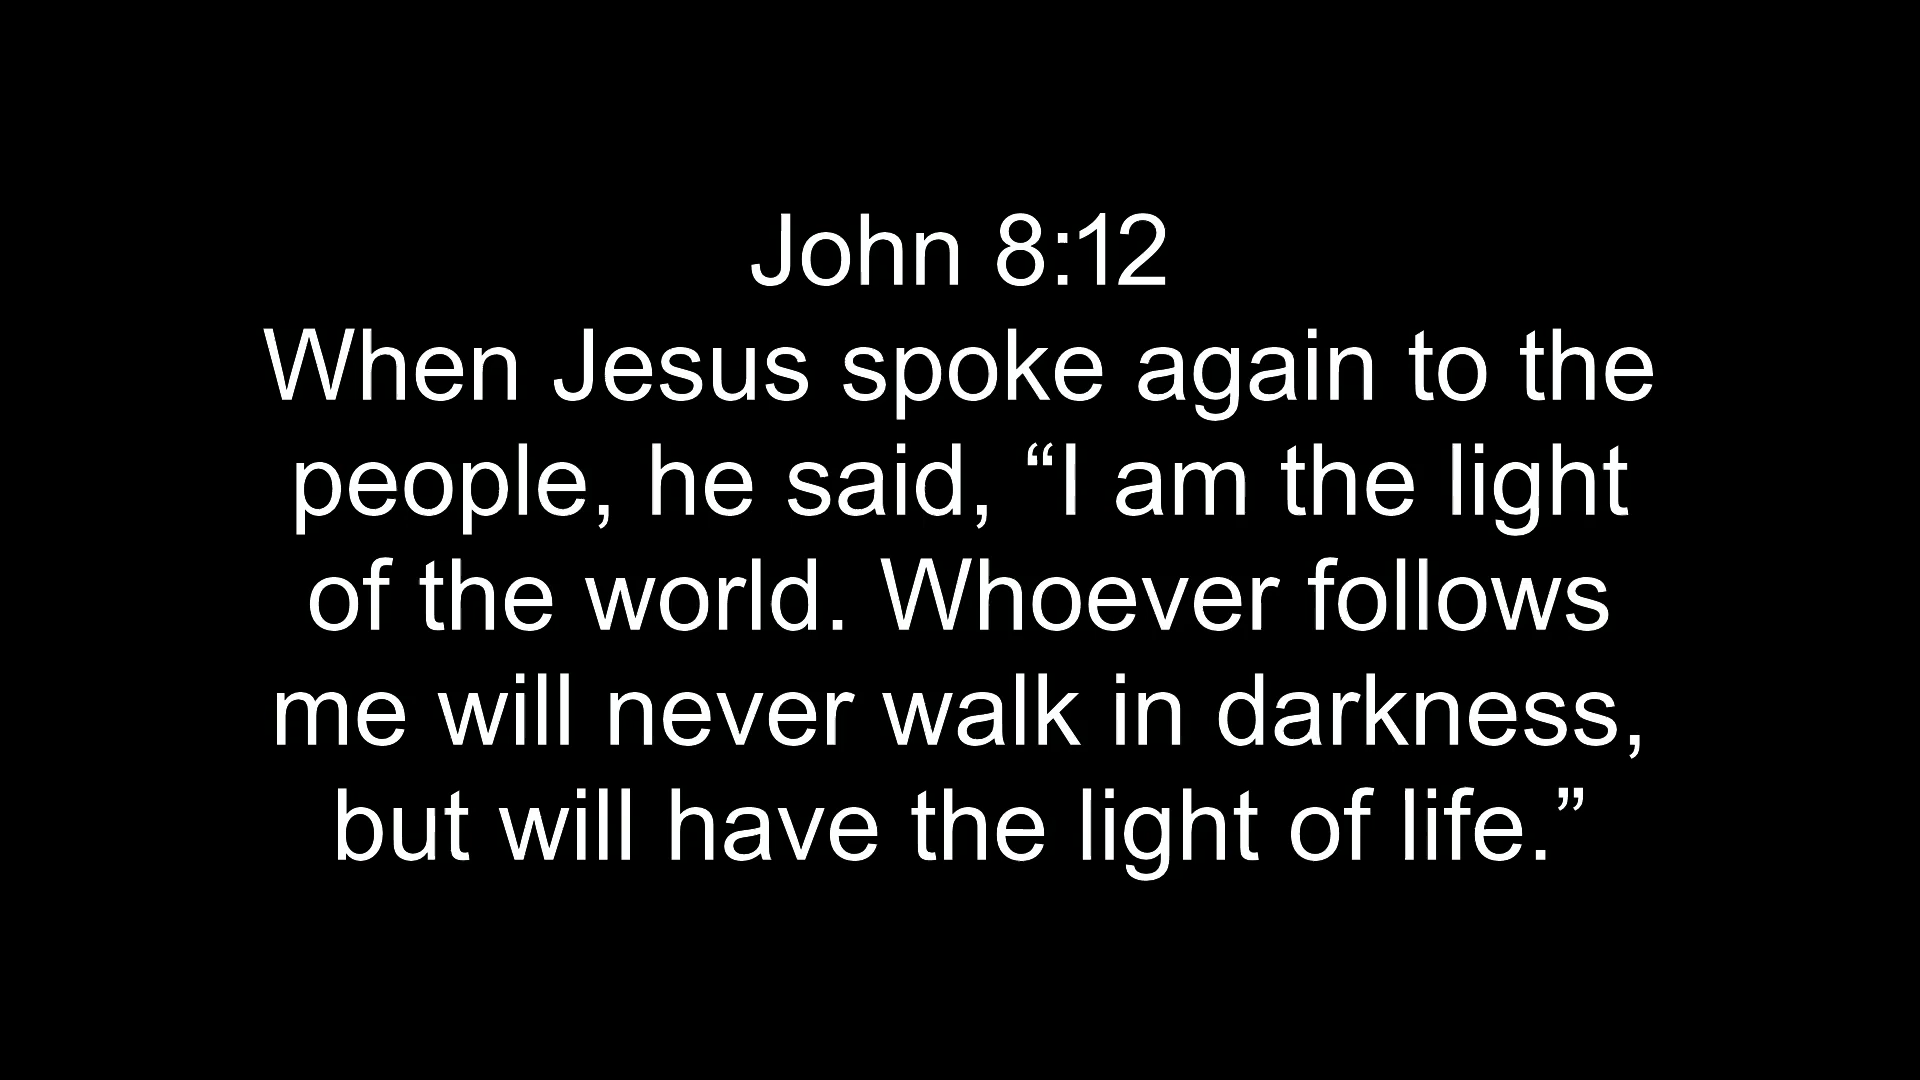 John 8:12
When Jesus spoke again to the
people, he said, “I am the light
of the world. Whoever follows
me will never walk in darkness,
but will have the light of life.”